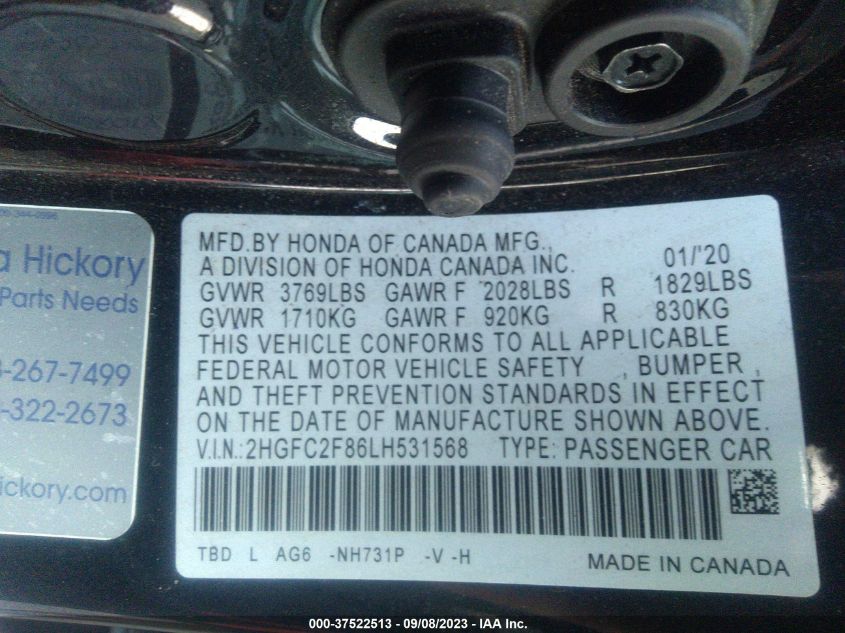 a Hickory
Parts Needs
-267-7499
-322-2673
ickory.com
MFD.BY HONDA OF CANADA MFG.,
A DIVISION OF HONDA CANADA INC. 01/'20
GVWR 3769LBS GAWR F 2028LBS R 1829LBS
GVWR 1710KG GAWR F 920KG R 830KG
THIS VEHICLE CONFORMS TO ALL APPLICABLE
FEDERAL MOTOR VEHICLE SAFETY , BUMPER ,
AND THEFT PREVENTION STANDARDS IN EFFECT
ON THE DATE OF MANUFACTURE SHOWN ABOVE.
V.I.N.:2HGFC2F86LH531568 TYPE: PASSENGER CAR
TBD L AG6 -NH731P -V -H
MADE IN CANADA
000-37522513 - 09/08/2023 - IAA Inc.